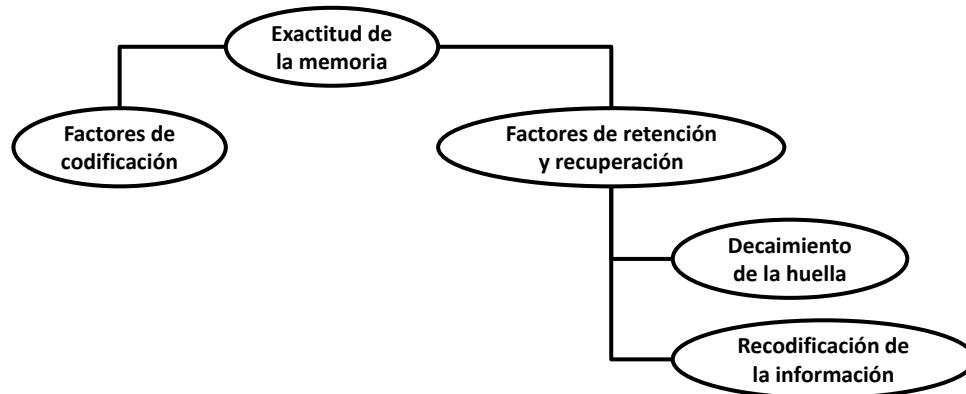 Exactitud de
la memoria
Factores de
codificación
Factores de retención
y recuperación
Decaimiento
de la huella
Recodificación de
la información